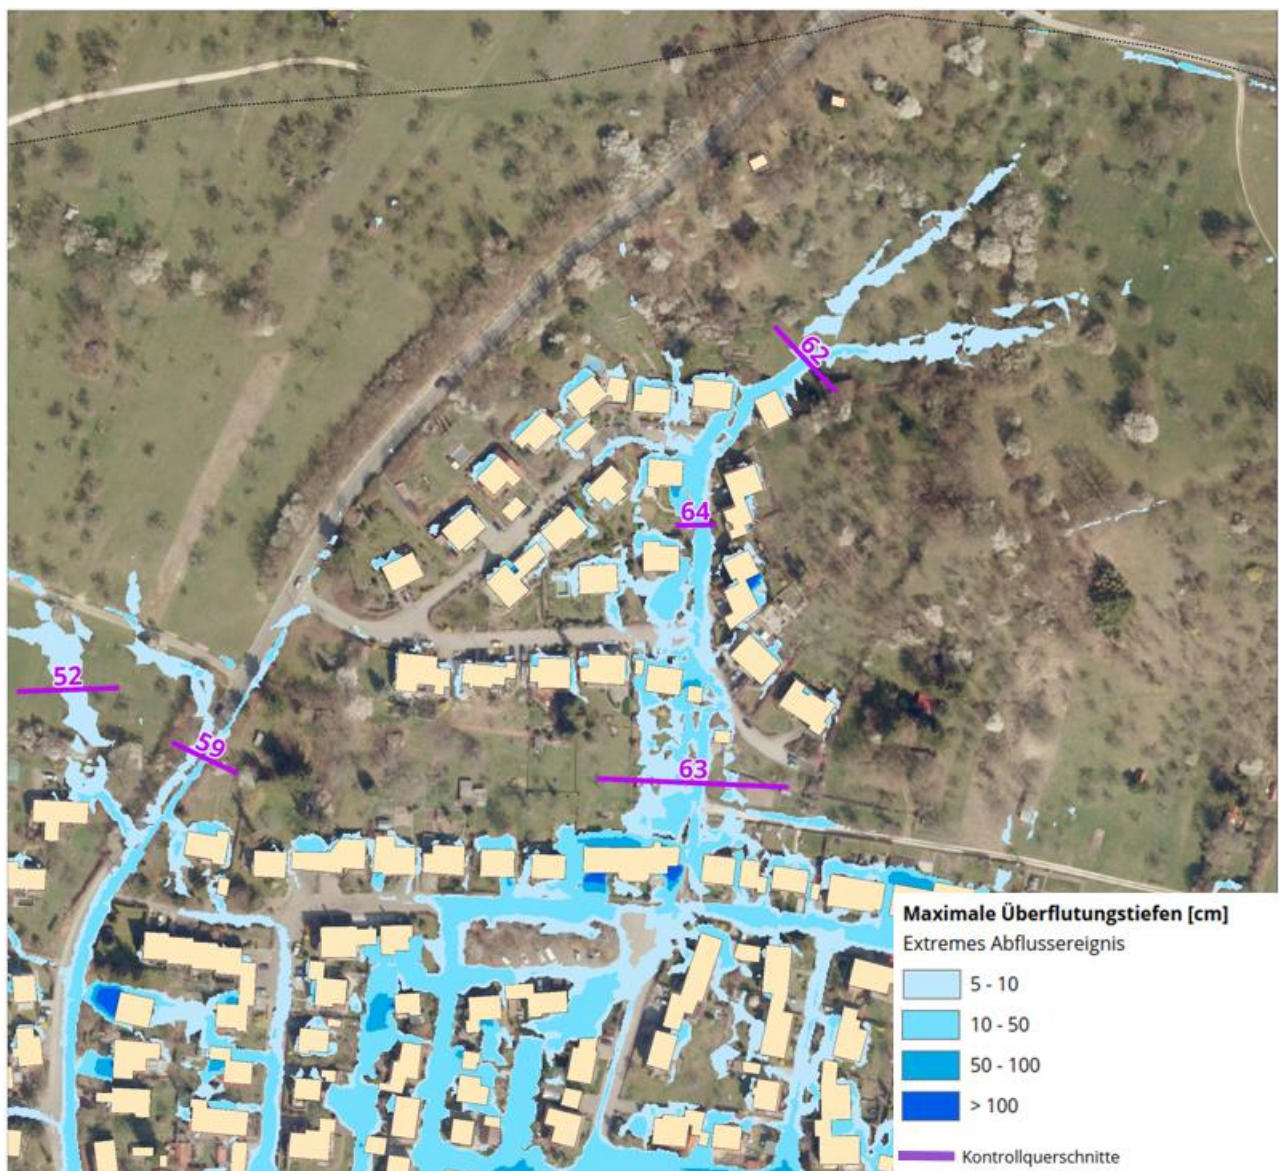 62
64
52
59
63
Maximale Überflutungstiefen [cm]
Extremes Abflussereignis
5 - 10
10 - 50
50 - 100
> 100
Kontrollquerschnitte